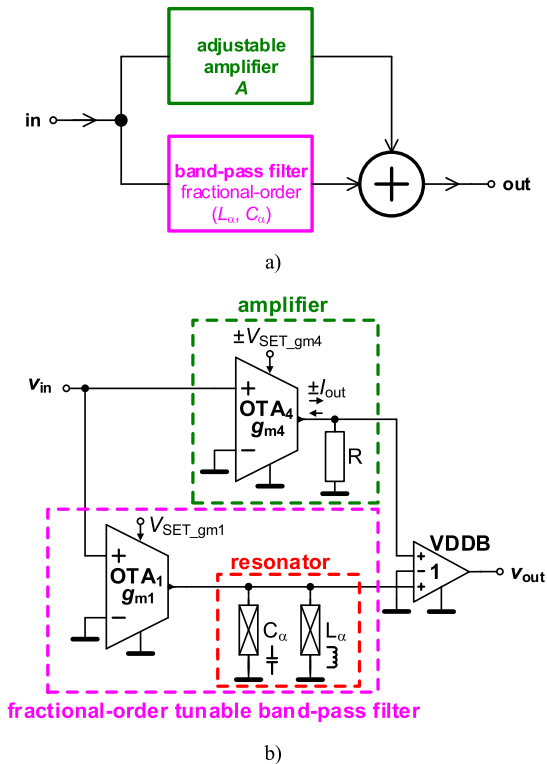 adjustable
amplifier
A
in
band-pass filter
fractional-order
(Lα, Cα)
+
out
a)
amplifier
±VSET_gm4
vin
+
OTA4
gm4
−
±Iout
R
VSET_gm1
+
OTA1
gm1
−
resonator
Cα
Lα
VDDB
+
−
1
+
vout
fractional-order tunable band-pass filter
b)